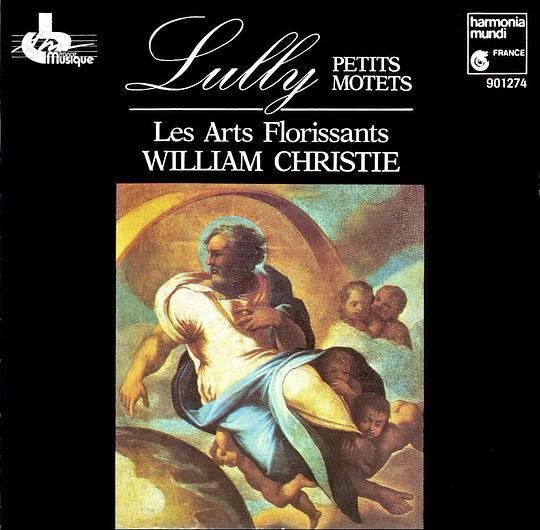 Lully
PETITS
MOTETS
Les Arts Florissants
WILLIAM CHRISTIE
harmonia
mundi
FRANCE
901274
Musique